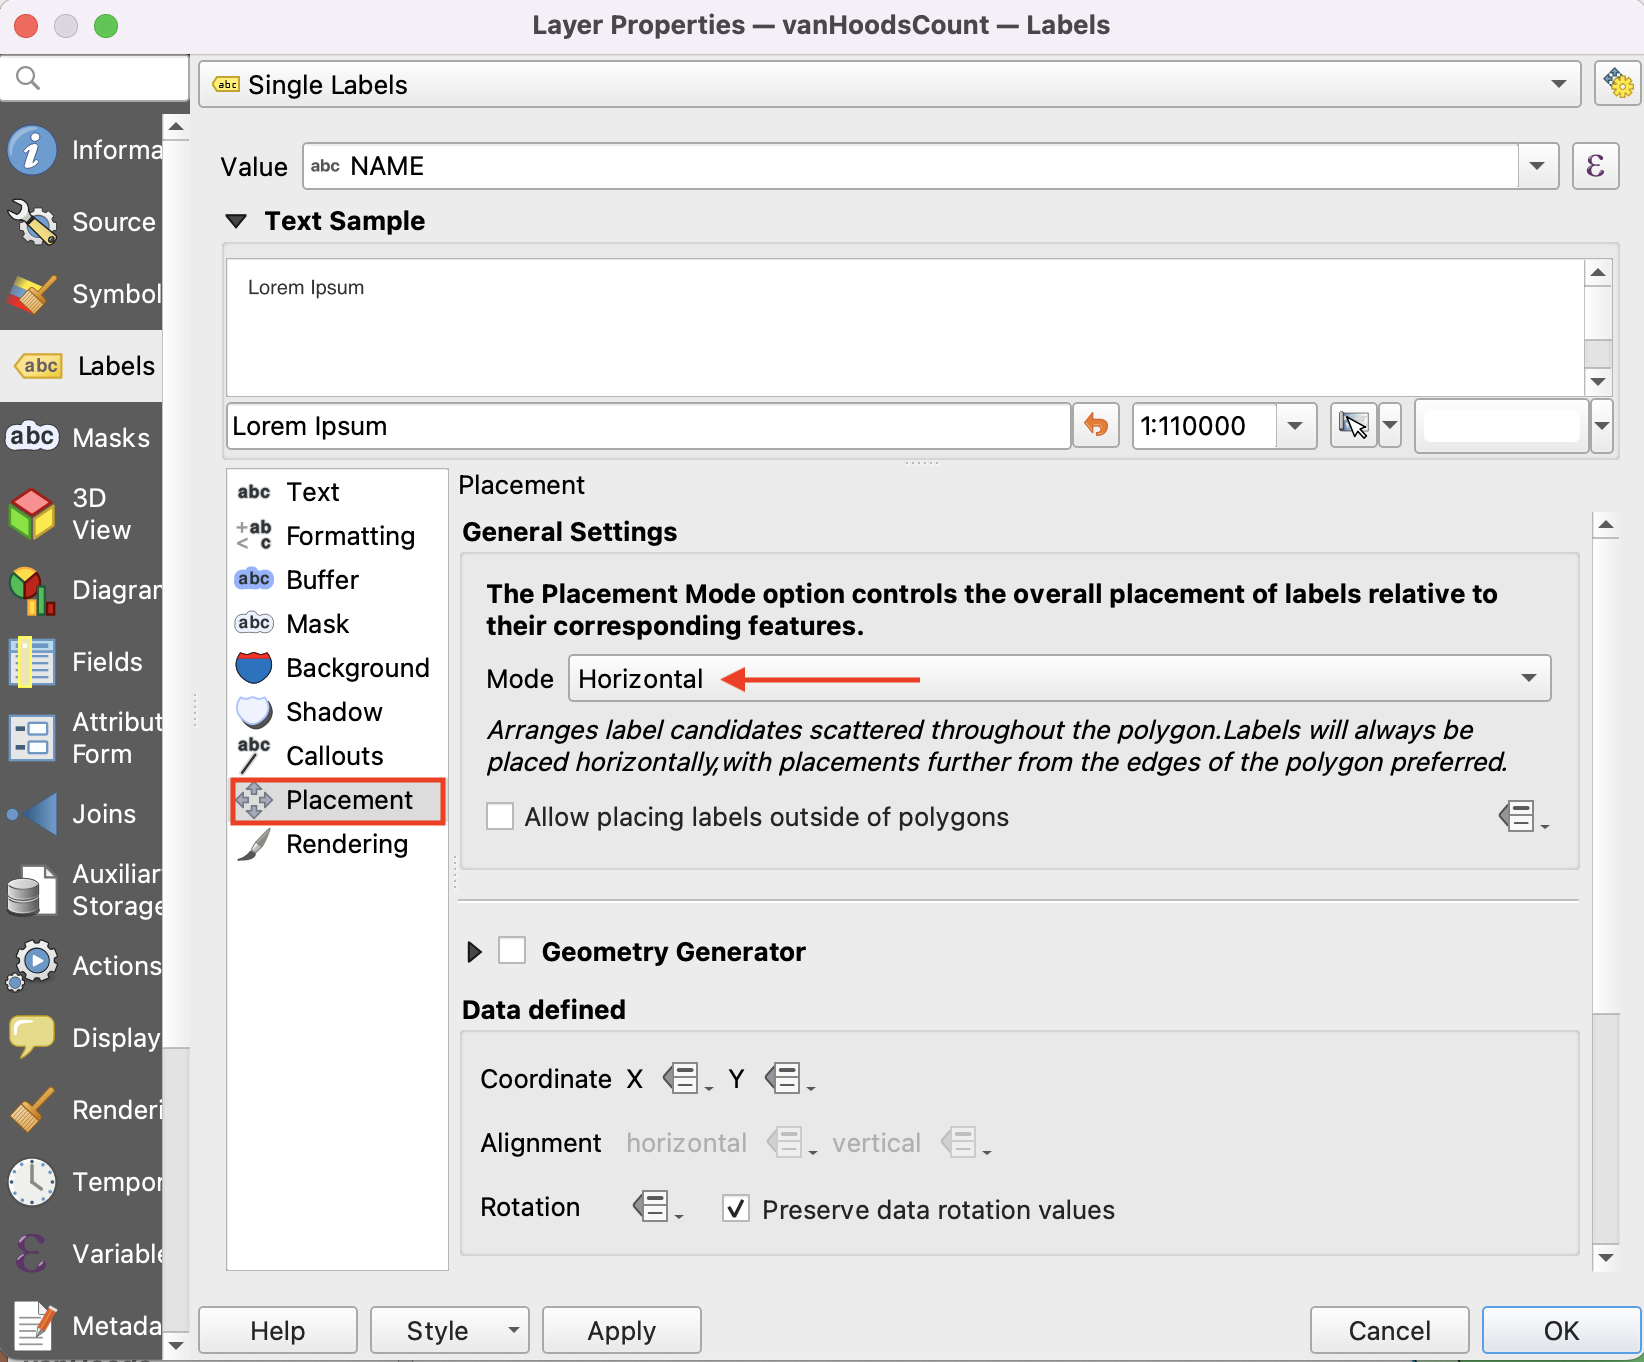 Layer Properties — vanHoodsCount — Labels
abc Single Labels
Informa
Source
Symbol
abc Labels
abc Masks
3D
View
Diagram
Fields
Attribut
Form
Joins
Auxiliar
Storage
Actions
Display
Renderi
Tempor
Variable
Metada
Value abc NAME ε
Text Sample
Lorem Ipsum
Lorem Ipsum 1:110000
abc Text
+ab
< c Formatting
abc Buffer
abc Mask
Background
Shadow
abc Callouts
Placement
Rendering
Placement
General Settings
The Placement Mode option controls the overall placement of labels relative to
their corresponding features.
Mode Horizontal
Arranges label candidates scattered throughout the polygon.Labels will always be
placed horizontally,with placements further from the edges of the polygon preferred.
Allow placing labels outside of polygons
Geometry Generator
Data defined
Coordinate X Y
Alignment horizontal vertical
Rotation Preserve data rotation values
Help Style Apply Cancel OK